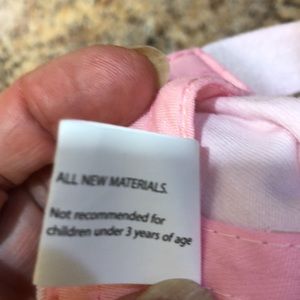 ALL NEW MATERIALS.
Not recommended for
children under 3 years of age